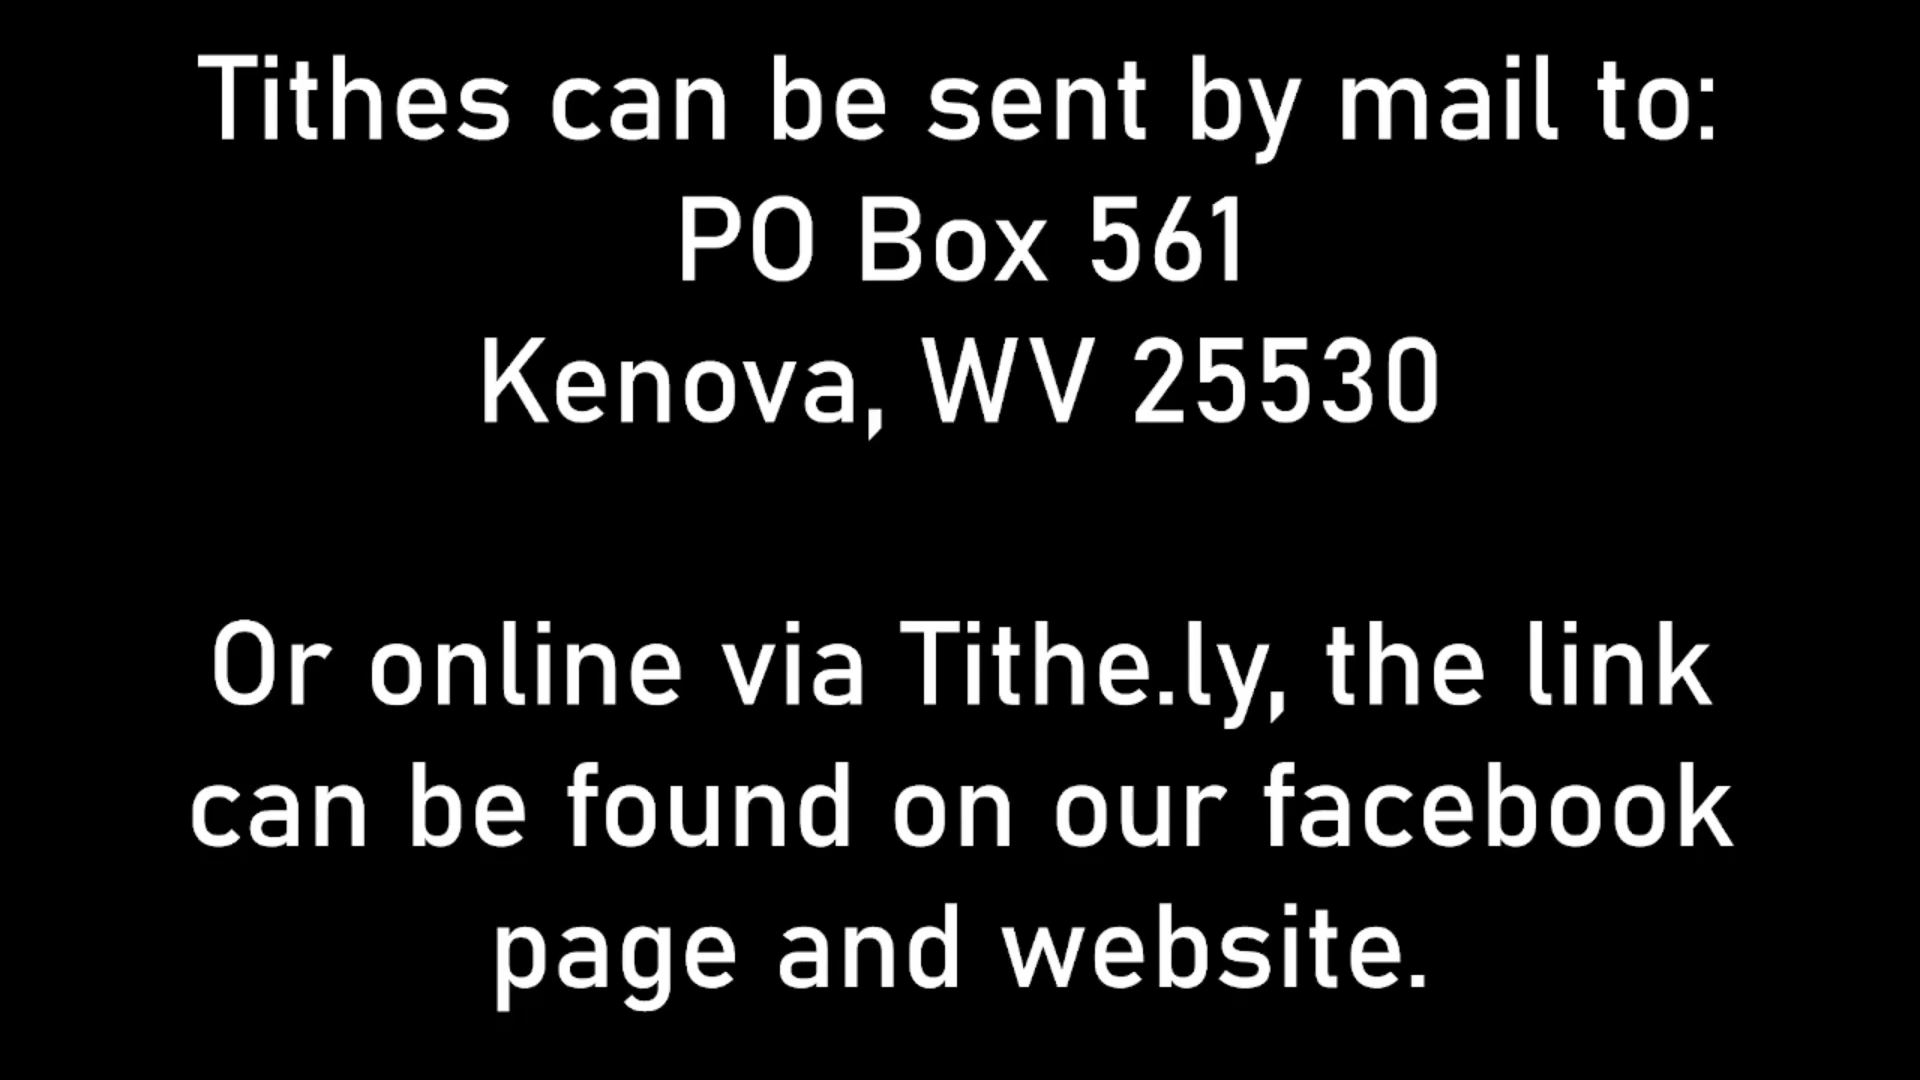 Tithes can be sent by mail to:
PO Box 561
Kenova, WV 25530
Or online via Tithe.ly, the link
can be found on our facebook
page and website.